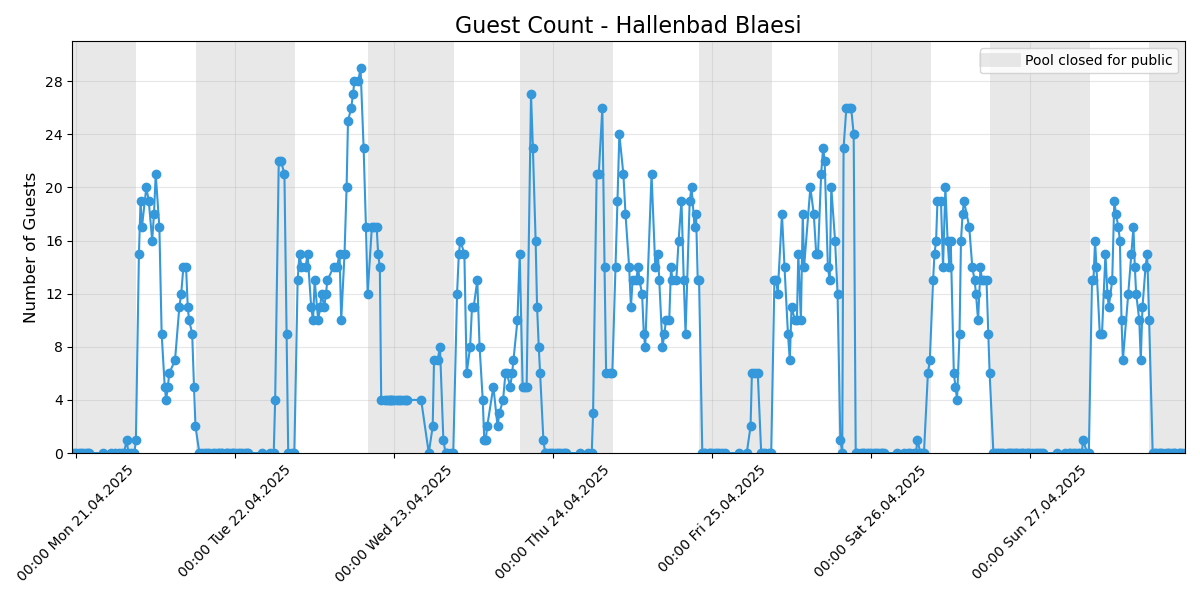 Guest Count - Hallenbad Blaesi
Pool closed for public
Number of Guests
28
24
20
16
12
8
4
0
00:00 Mon 21.04.2025
00:00 Tue 22.04.2025
00:00 Wed 23.04.2025
00:00 Thu 24.04.2025
00:00 Fri 25.04.2025
00:00 Sat 26.04.2025
00:00 Sun 27.04.2025